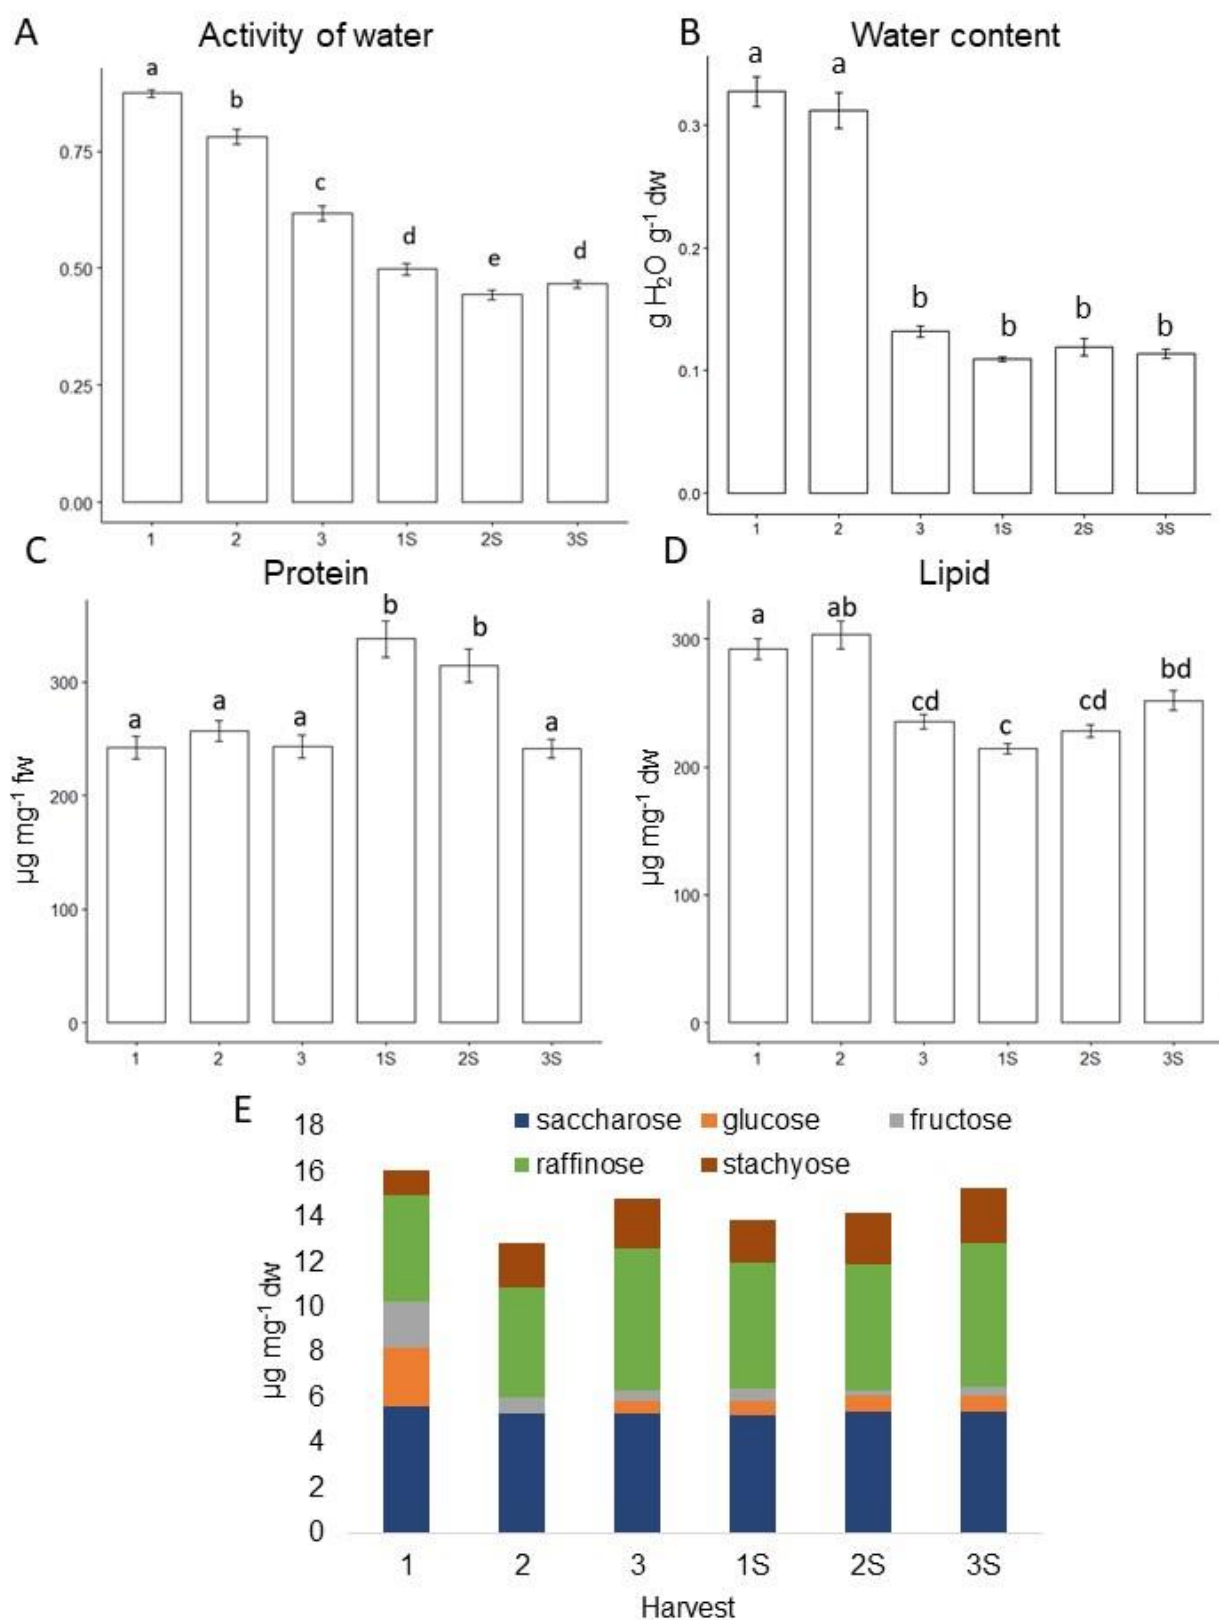 A
Activity of water
a
b
c
d
e
d
0.75
0.50
0.25
0.00
1 2 3 1S 2S 3S
B
Water content
a
a
b
b
b
b
g H₂O g⁻¹ dw
0.3
0.2
0.1
0.0
1 2 3 1S 2S 3S
C
Protein
a
a
a
b
b
a
µg mg⁻¹ fw
300
200
100
0
1 2 3 1S 2S 3S
D
Lipid
a
ab
cd
c
cd
bd
µg mg⁻¹ dw
300
200
100
0
1 2 3 1S 2S 3S
E
saccharose glucose fructose
raffinose stachyose
µg mg⁻¹ dw
18
16
14
12
10
8
6
4
2
0
1 2 3 1S 2S 3S
Harvest